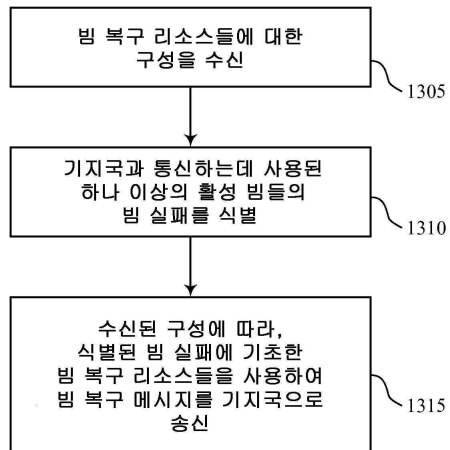 빔 복구 리소스들에 대한
구성을 수신
1305
기지국과 통신하는데 사용된
하나 이상의 활성 빔들의
빔 실패를 식별
1310
수신된 구성에 따라,
식별된 빔 실패에 기초한
빔 복구 리소스들을 사용하여
빔 복구 메시지를 기지국으로
송신
1315